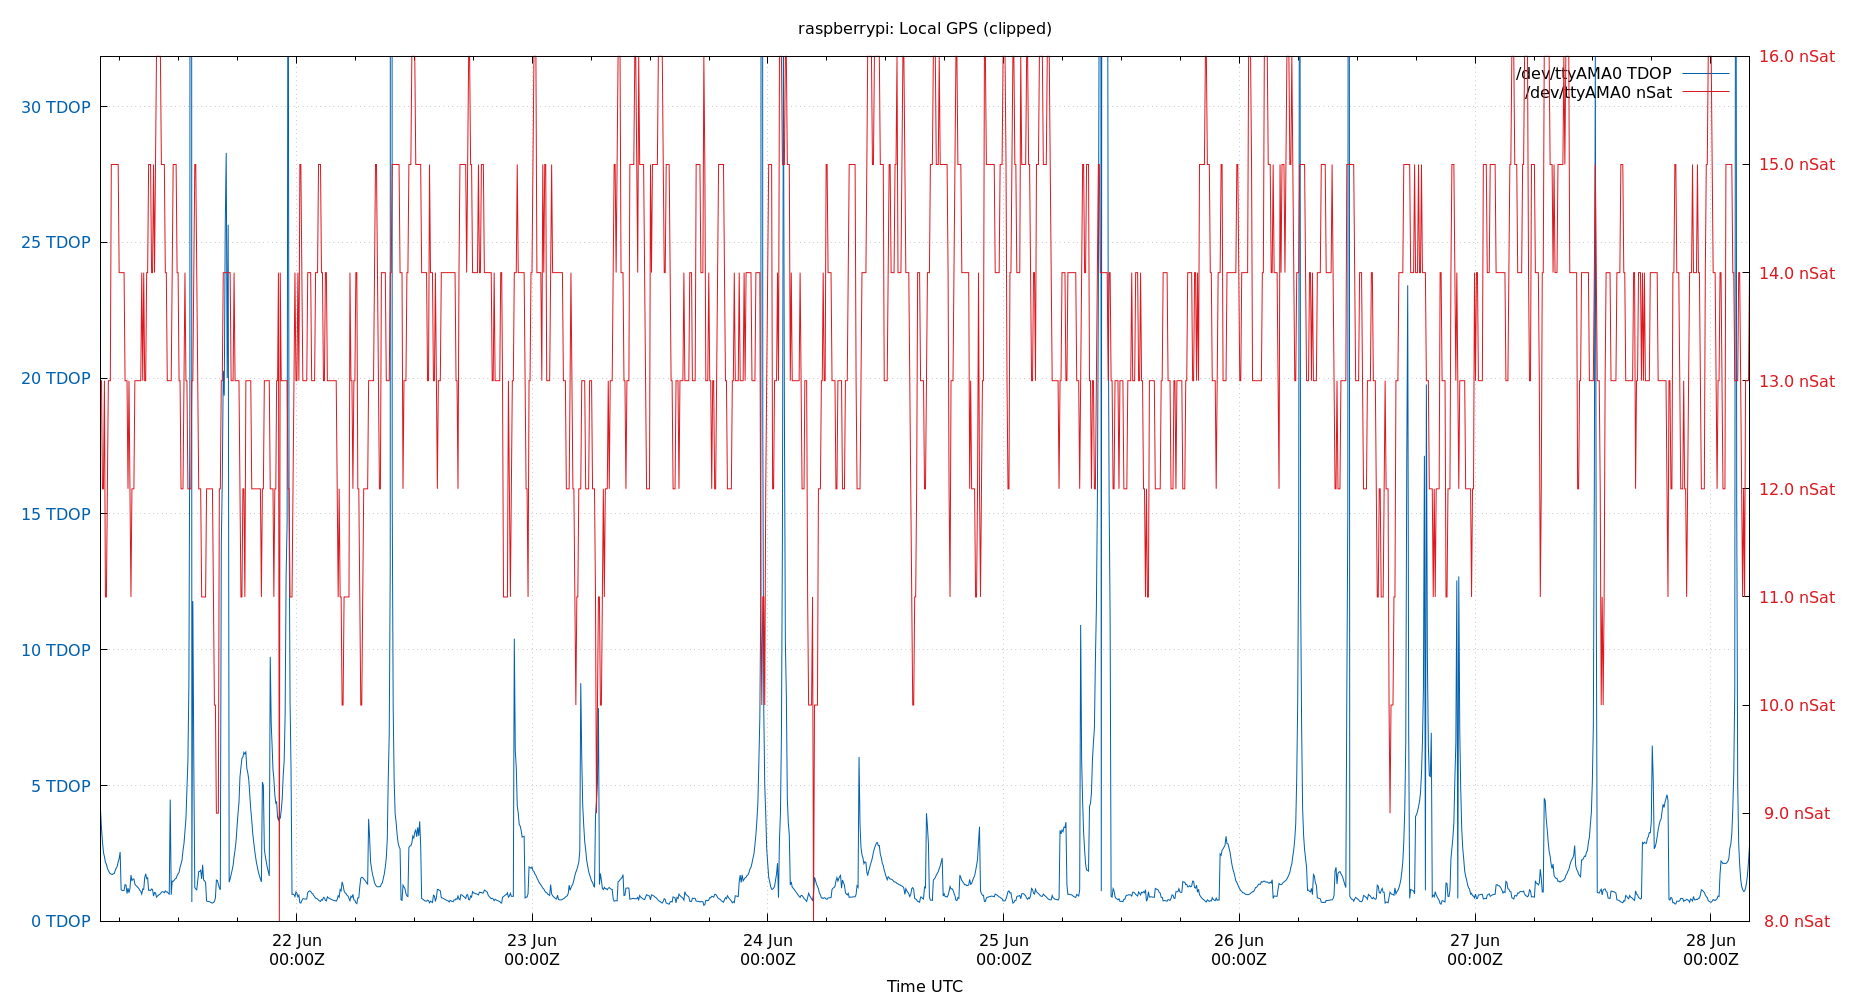 raspberrypi: Local GPS (clipped)
/dev/ttyAMA0 TDOP
/dev/ttyAMA0 nSat
30 TDOP
25 TDOP
20 TDOP
15 TDOP
10 TDOP
5 TDOP
0 TDOP
16.0 nSat
15.0 nSat
14.0 nSat
13.0 nSat
12.0 nSat
11.0 nSat
10.0 nSat
9.0 nSat
8.0 nSat
22 Jun
00:00Z
23 Jun
00:00Z
24 Jun
00:00Z
25 Jun
00:00Z
26 Jun
00:00Z
27 Jun
00:00Z
28 Jun
00:00Z
Time UTC